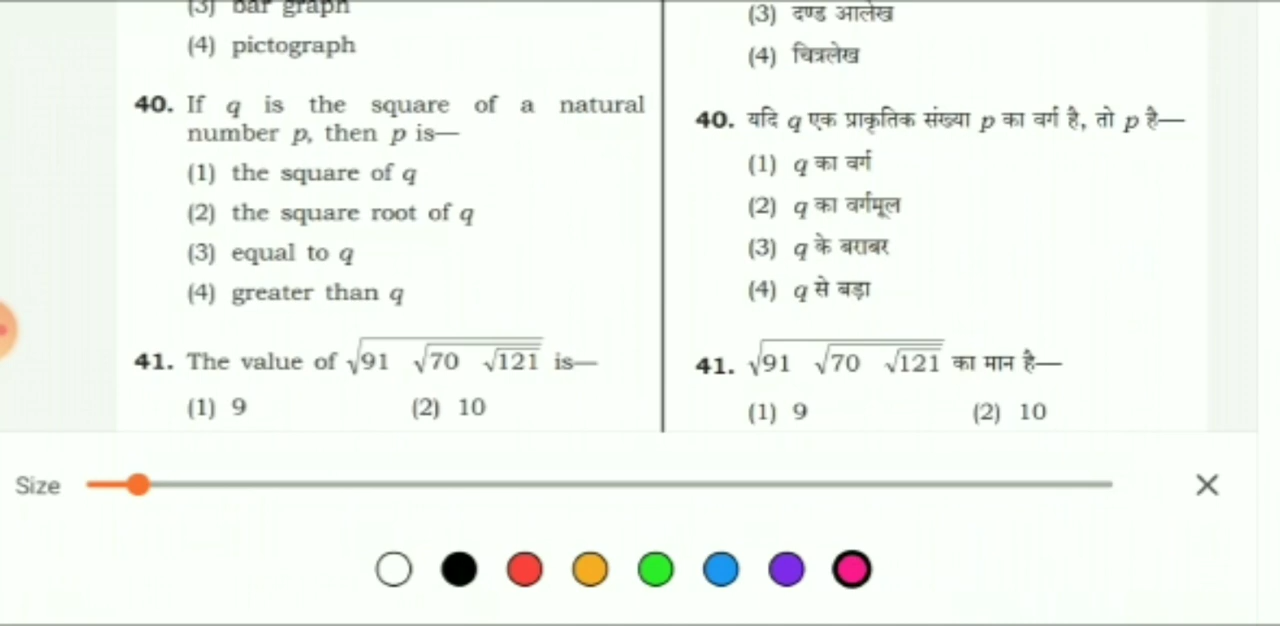 (3) bar graph
(4) pictograph
40. If q is the square of a natural
number p, then p is—
(1) the square of q
(2) the square root of q
(3) equal to q
(4) greater than q
41. The value of √91 √70 √121 is—
(1) 9 (2) 10
(3) दण्ड आलेख
(4) चित्रलेख
40. यदि q एक प्राकृतिक संख्या p का वर्ग है, तो p है—
(1) q का वर्ग
(2) q का वर्गमूल
(3) q के बराबर
(4) q से बड़ा
41. √91 √70 √121 का मान है—
(1) 9 (2) 10
Size